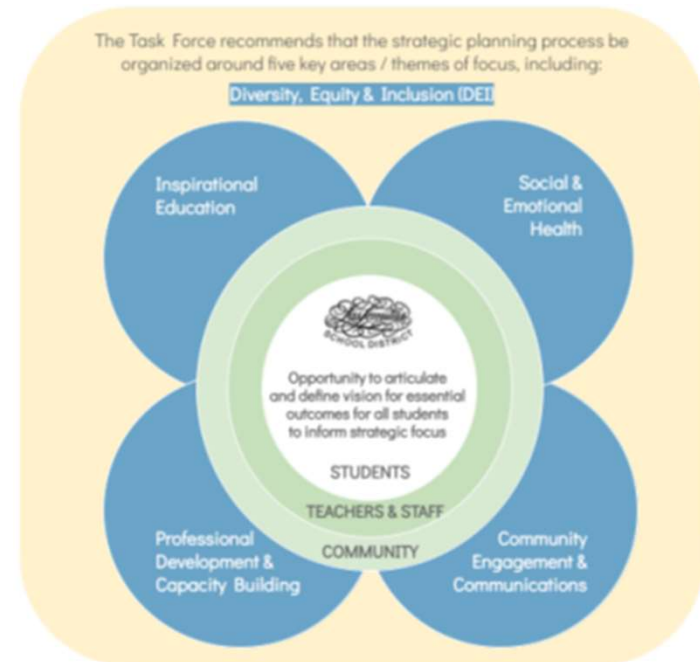 The Task Force recommends that the strategic planning process be
organized around five key areas / themes of focus, including:
Diversity, Equity & Inclusion (DEI)
Inspirational
Education
Social &
Emotional
Health
SCHOOL DISTRICT
Opportunity to articulate
and define vision for essential
outcomes for all students
to inform strategic focus
STUDENTS
TEACHERS & STAFF
COMMUNITY
Professional
Development &
Capacity Building
Community
Engagement &
Communications